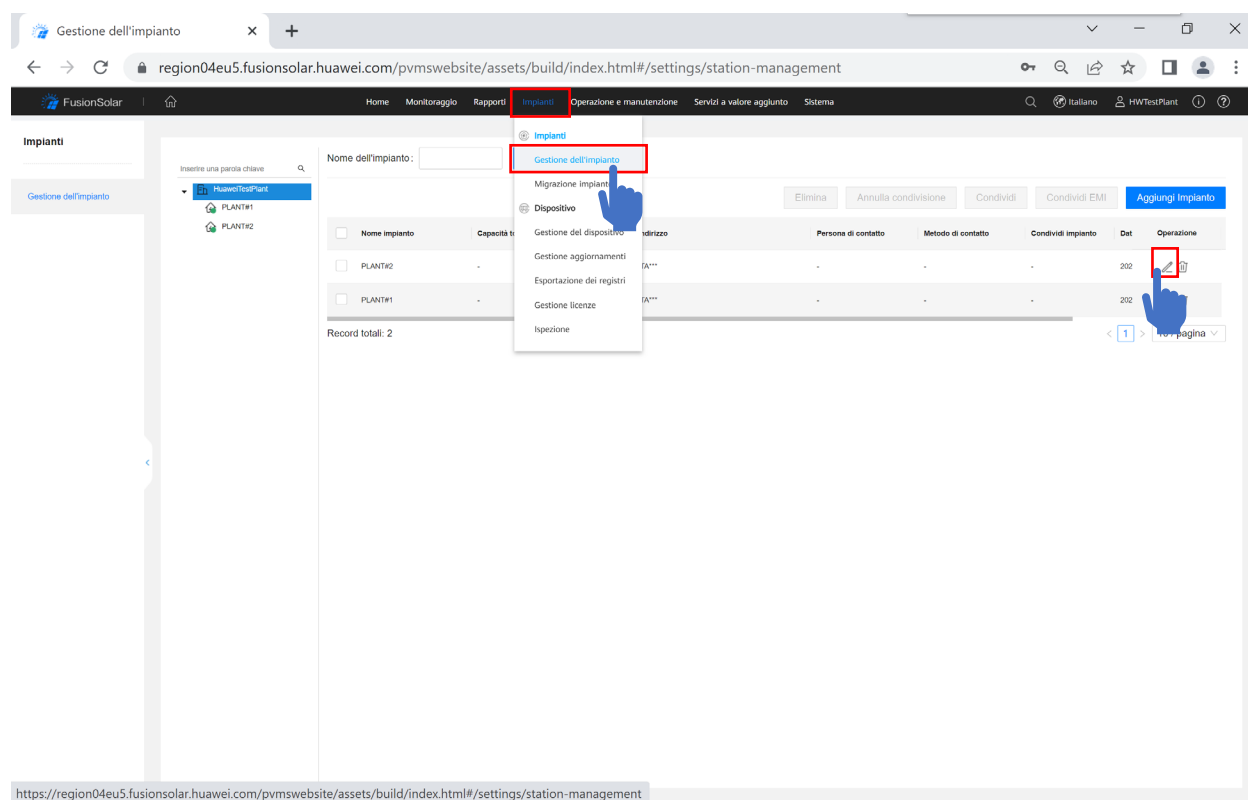 Gestione dell'impianto
region04eu5.fusionsolar.huawei.com/pvmswebsite/assets/build/index.html#/settings/station-management
FusionSolar Home Monitoraggio Rapporti Impianti Operazione e manutenzione Servizi a valore aggiunto Sistema Italiano HWTestPlant
Impianti
Gestione dell'impianto
Inserire una parola chiave
HuaweiTestPlant
PLANT#1
PLANT#2
Impianti
Gestione dell'impianto
Migrazione impianto
Dispositivo
Gestione del dispositivo
Gestione aggiornamenti
Esportazione dei registri
Gestione licenze
Ispezione
Nome dell'impianto :
Elimina Annulla condivisione Condividi Condividi EMI Aggiungi Impianto
Nome impianto Capacità Persona di contatto Metodo di contatto Condividi impianto Dat Operazione
PLANT#2 - TA*** - - - 202
PLANT#1 - TA*** - - - 202
Record totali: 2 < 1 > pagina
https://region04eu5.fusionsolar.huawei.com/pvmswebsite/assets/build/index.html#/settings/station-management